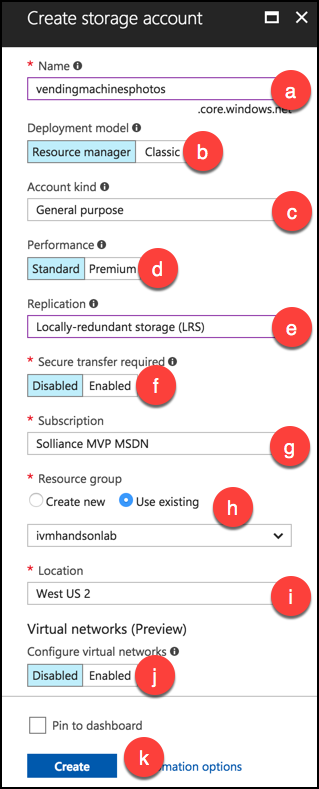 Create storage account
* Name
vendingmachinesphotos
a
.core.windows.net
Deployment model
Resource manager Classic
b
Account kind
General purpose
c
Performance
Standard Premium
d
Replication
Locally-redundant storage (LRS)
e
* Secure transfer required
Disabled Enabled
f
* Subscription
Solliance MVP MSDN
g
* Resource group
Create new Use existing
h
ivmhandsonlab
* Location
West US 2
i
Virtual networks (Preview)
Configure virtual networks
Disabled Enabled
j
Pin to dashboard
k
Create options